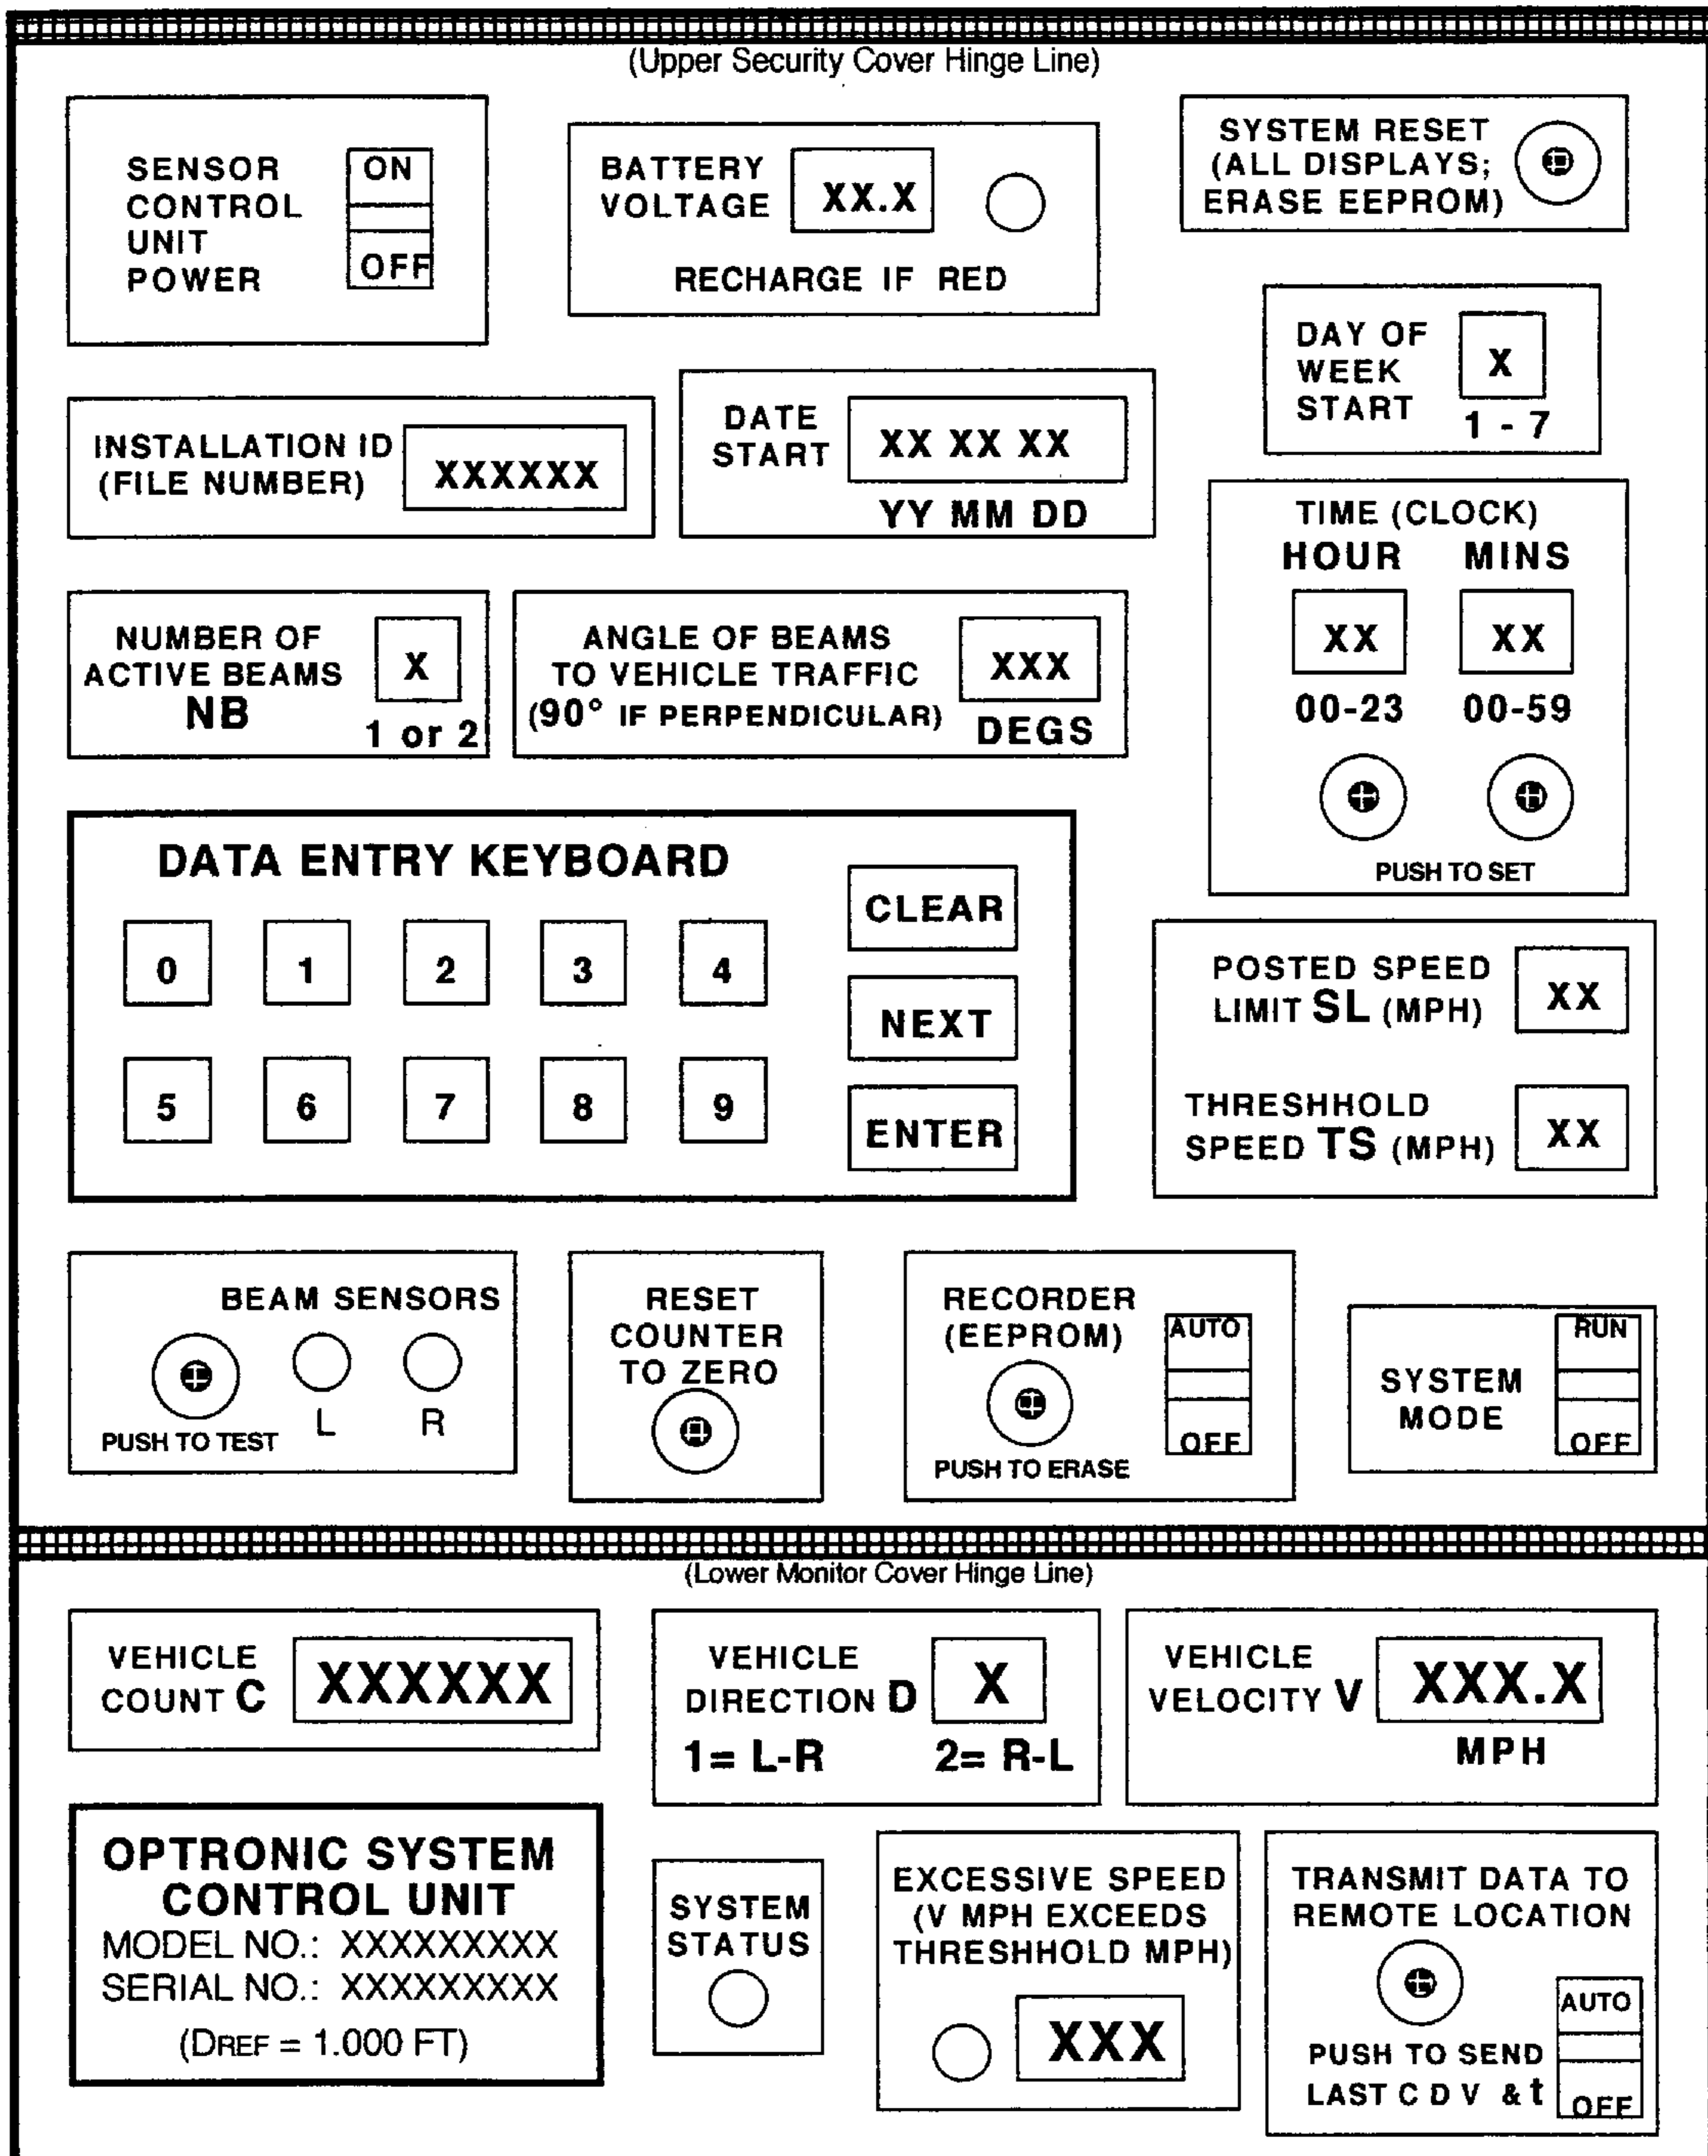 (Upper Security Cover Hinge Line)
SENSOR
CONTROL
UNIT
POWER
ON
OFF
BATTERY
VOLTAGE
XX.X
RECHARGE IF RED
SYSTEM RESET
(ALL DISPLAYS;
ERASE EEPROM)
DAY OF
WEEK
START
X
1 - 7
INSTALLATION ID
(FILE NUMBER)
XXXXXX
DATE
START
XX XX XX
YY MM DD
TIME (CLOCK)
HOUR MINS
XX XX
00-23 00-59
PUSH TO SET
NUMBER OF
ACTIVE BEAMS
NB
X
1 or 2
ANGLE OF BEAMS
TO VEHICLE TRAFFIC
(90° IF PERPENDICULAR)
XXX
DEGS
DATA ENTRY KEYBOARD
0 1 2 3 4
5 6 7 8 9
CLEAR
NEXT
ENTER
POSTED SPEED
LIMIT SL (MPH)
XX
THRESHHOLD
SPEED TS (MPH)
XX
BEAM SENSORS
PUSH TO TEST
L R
RESET
COUNTER
TO ZERO
RECORDER
(EEPROM)
PUSH TO ERASE
AUTO
OFF
SYSTEM
MODE
RUN
OFF
(Lower Monitor Cover Hinge Line)
VEHICLE
COUNT C
XXXXXX
VEHICLE
DIRECTION D
X
1= L-R 2= R-L
VEHICLE
VELOCITY V
XXX.X
MPH
OPTRONIC SYSTEM
CONTROL UNIT
MODEL NO.: XXXXXXXXX
SERIAL NO.: XXXXXXXXX
(DREF = 1.000 FT)
SYSTEM
STATUS
EXCESSIVE SPEED
(V MPH EXCEEDS
THRESHHOLD MPH)
XXX
TRANSMIT DATA TO
REMOTE LOCATION
PUSH TO SEND
LAST C D V & t
AUTO
OFF